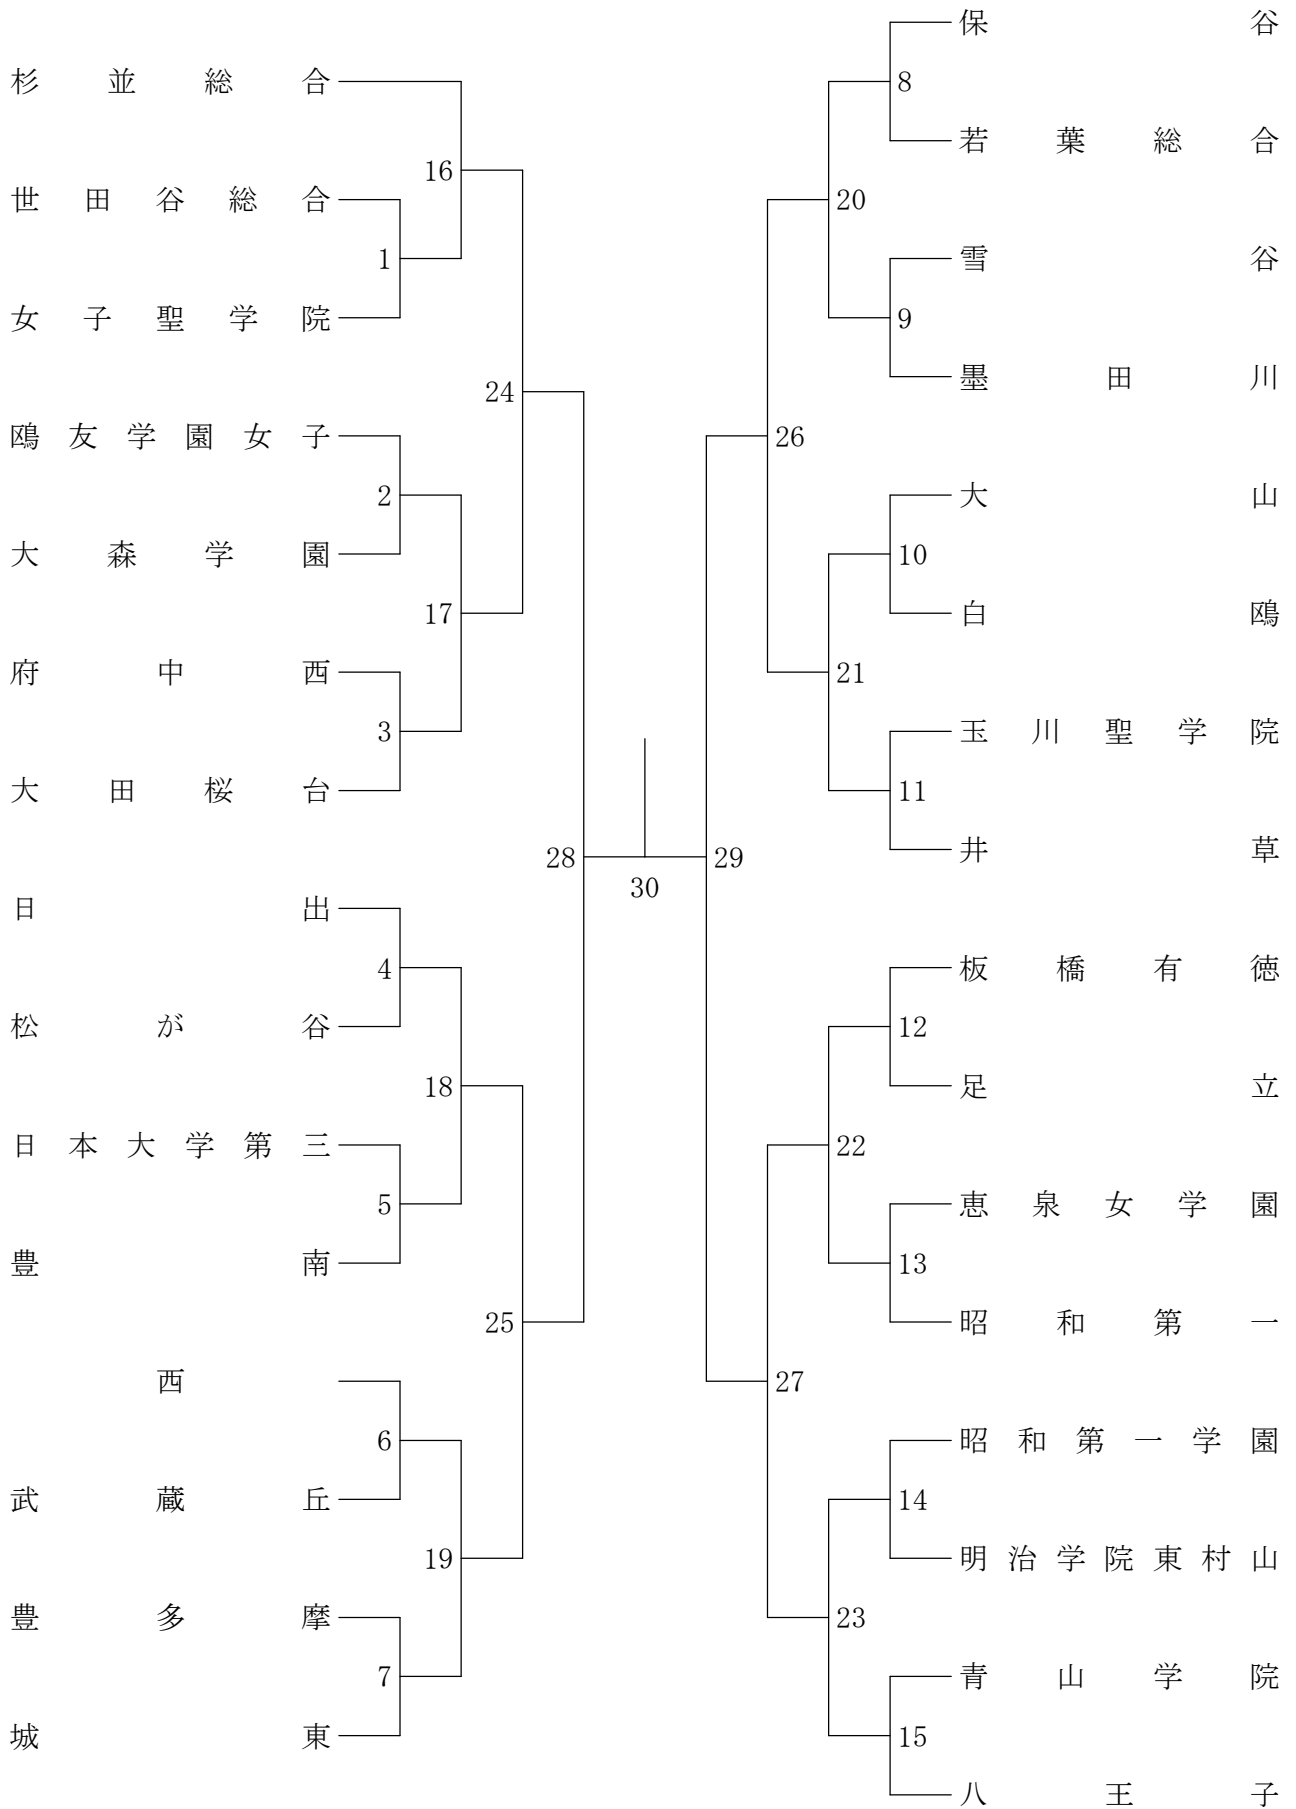 杉並総合
世田谷総合
女子聖学院
鴎友学園女子
大森学園
府中西
大田桜台
日出
松が谷
日本大学第三
豊南
西
武蔵丘
豊多摩
城東
1
2
3
4
5
6
7
16
17
18
19
24
25
28
30
29
26
27
20
21
22
23
8
9
10
11
12
13
14
15
保谷
若葉総合
雪谷
墨田川
大山
白鴎
玉川聖学院
井草
板橋有徳
足立
恵泉女学園
昭和第一
昭和第一学園
明治学院東村山
青山学院
八王子